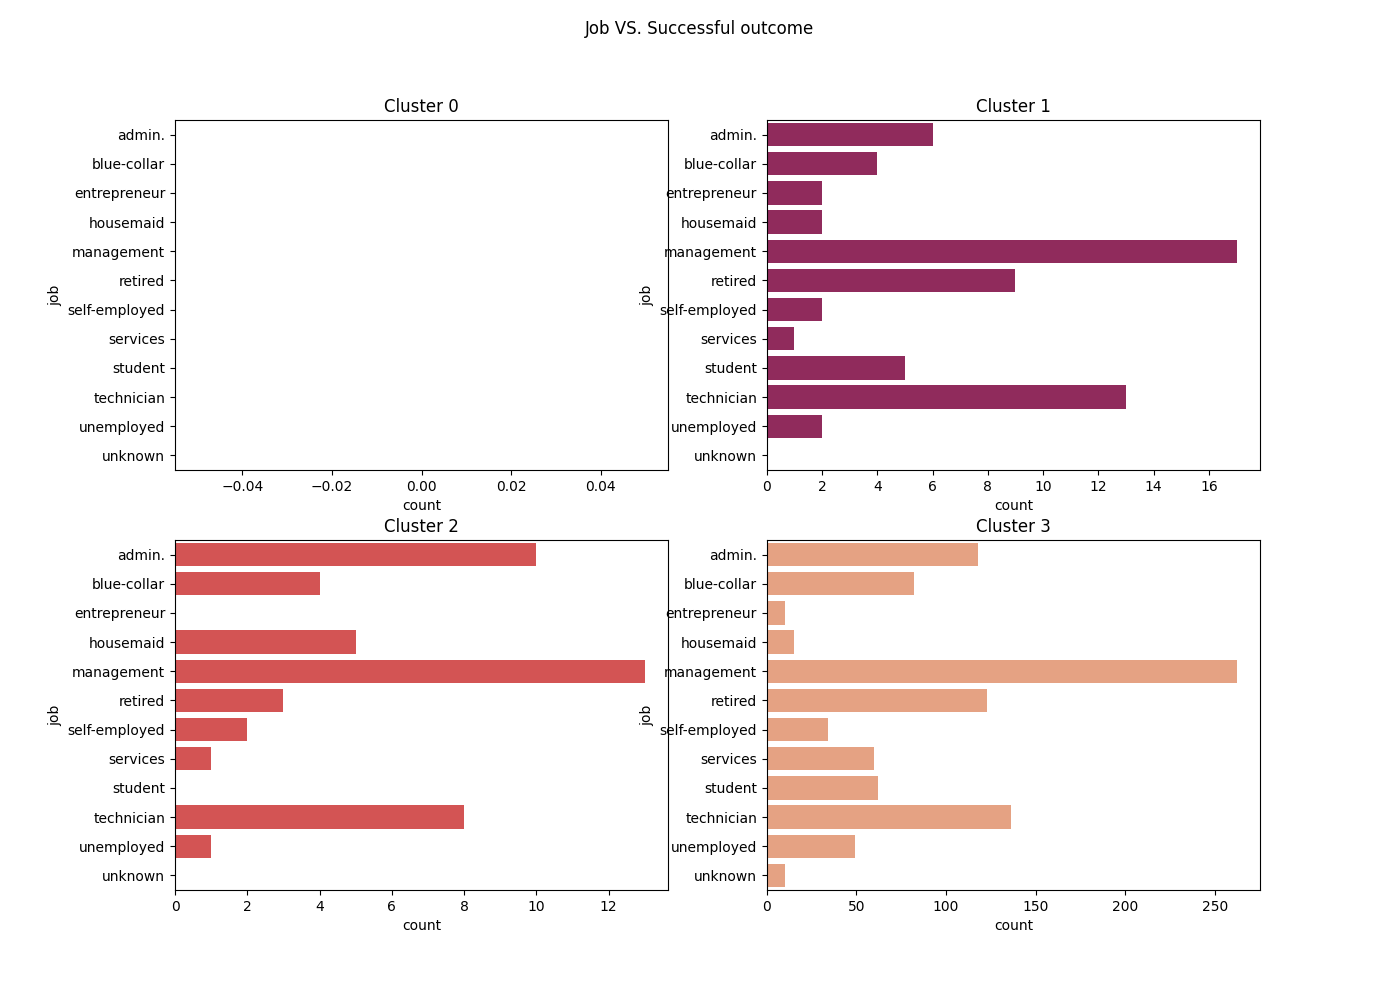 Job VS. Successful outcome
Cluster 0
admin.
blue-collar
entrepreneur
housemaid
management
retired
self-employed
services
student
technician
unemployed
unknown
job
−0.04 −0.02 0.00 0.02 0.04
count
Cluster 1
admin.
blue-collar
entrepreneur
housemaid
management
retired
self-employed
services
student
technician
unemployed
unknown
job
0 2 4 6 8 10 12 14 16
count
Cluster 2
admin.
blue-collar
entrepreneur
housemaid
management
retired
self-employed
services
student
technician
unemployed
unknown
job
0 2 4 6 8 10 12
count
Cluster 3
admin.
blue-collar
entrepreneur
housemaid
management
retired
self-employed
services
student
technician
unemployed
unknown
job
0 50 100 150 200 250
count